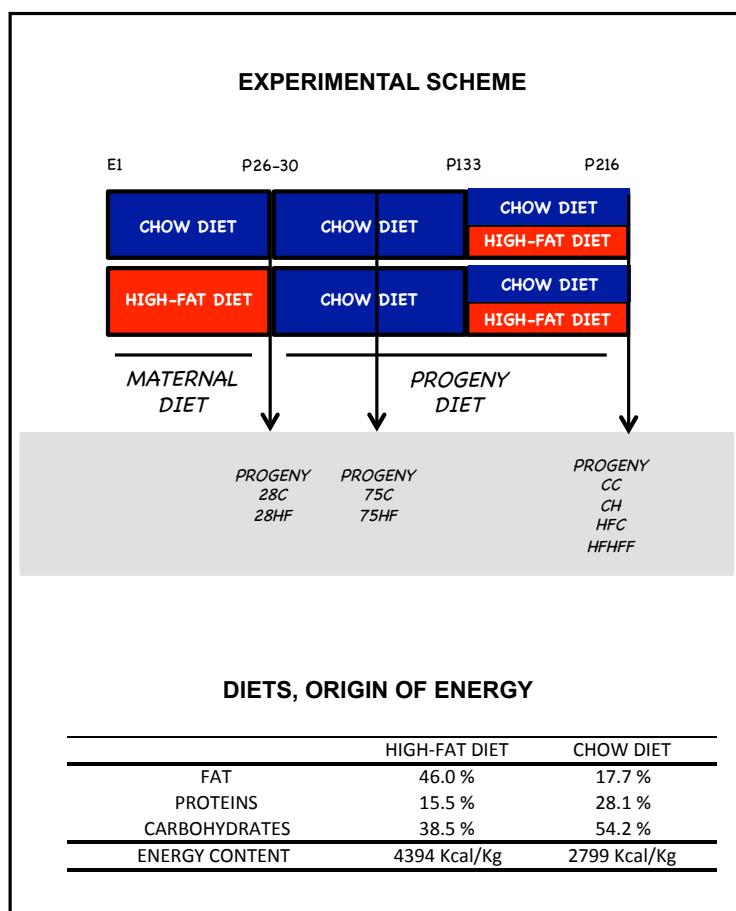 EXPERIMENTAL SCHEME
E1 P26-30 P133 P216
CHOW DIET CHOW DIET CHOW DIET
HIGH-FAT DIET
HIGH-FAT DIET CHOW DIET CHOW DIET
HIGH-FAT DIET
MATERNAL DIET
PROGENY DIET
PROGENY
28C
28HF
PROGENY
75C
75HF
PROGENY
CC
CH
HFC
HFHFF
DIETS, ORIGIN OF ENERGY
HIGH-FAT DIET CHOW DIET
FAT 46.0 % 17.7 %
PROTEINS 15.5 % 28.1 %
CARBOHYDRATES 38.5 % 54.2 %
ENERGY CONTENT 4394 Kcal/Kg 2799 Kcal/Kg